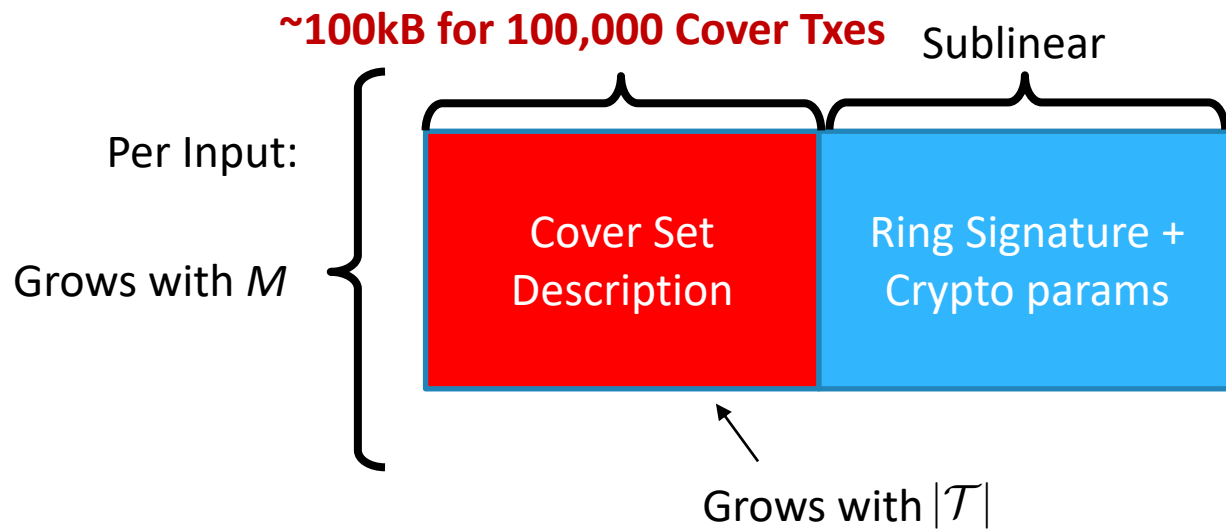 ~100kB for 100,000 Cover Txes
Sublinear
Per Input:
Grows with M
Cover Set
Description
Ring Signature +
Crypto params
Grows with |𝒯|